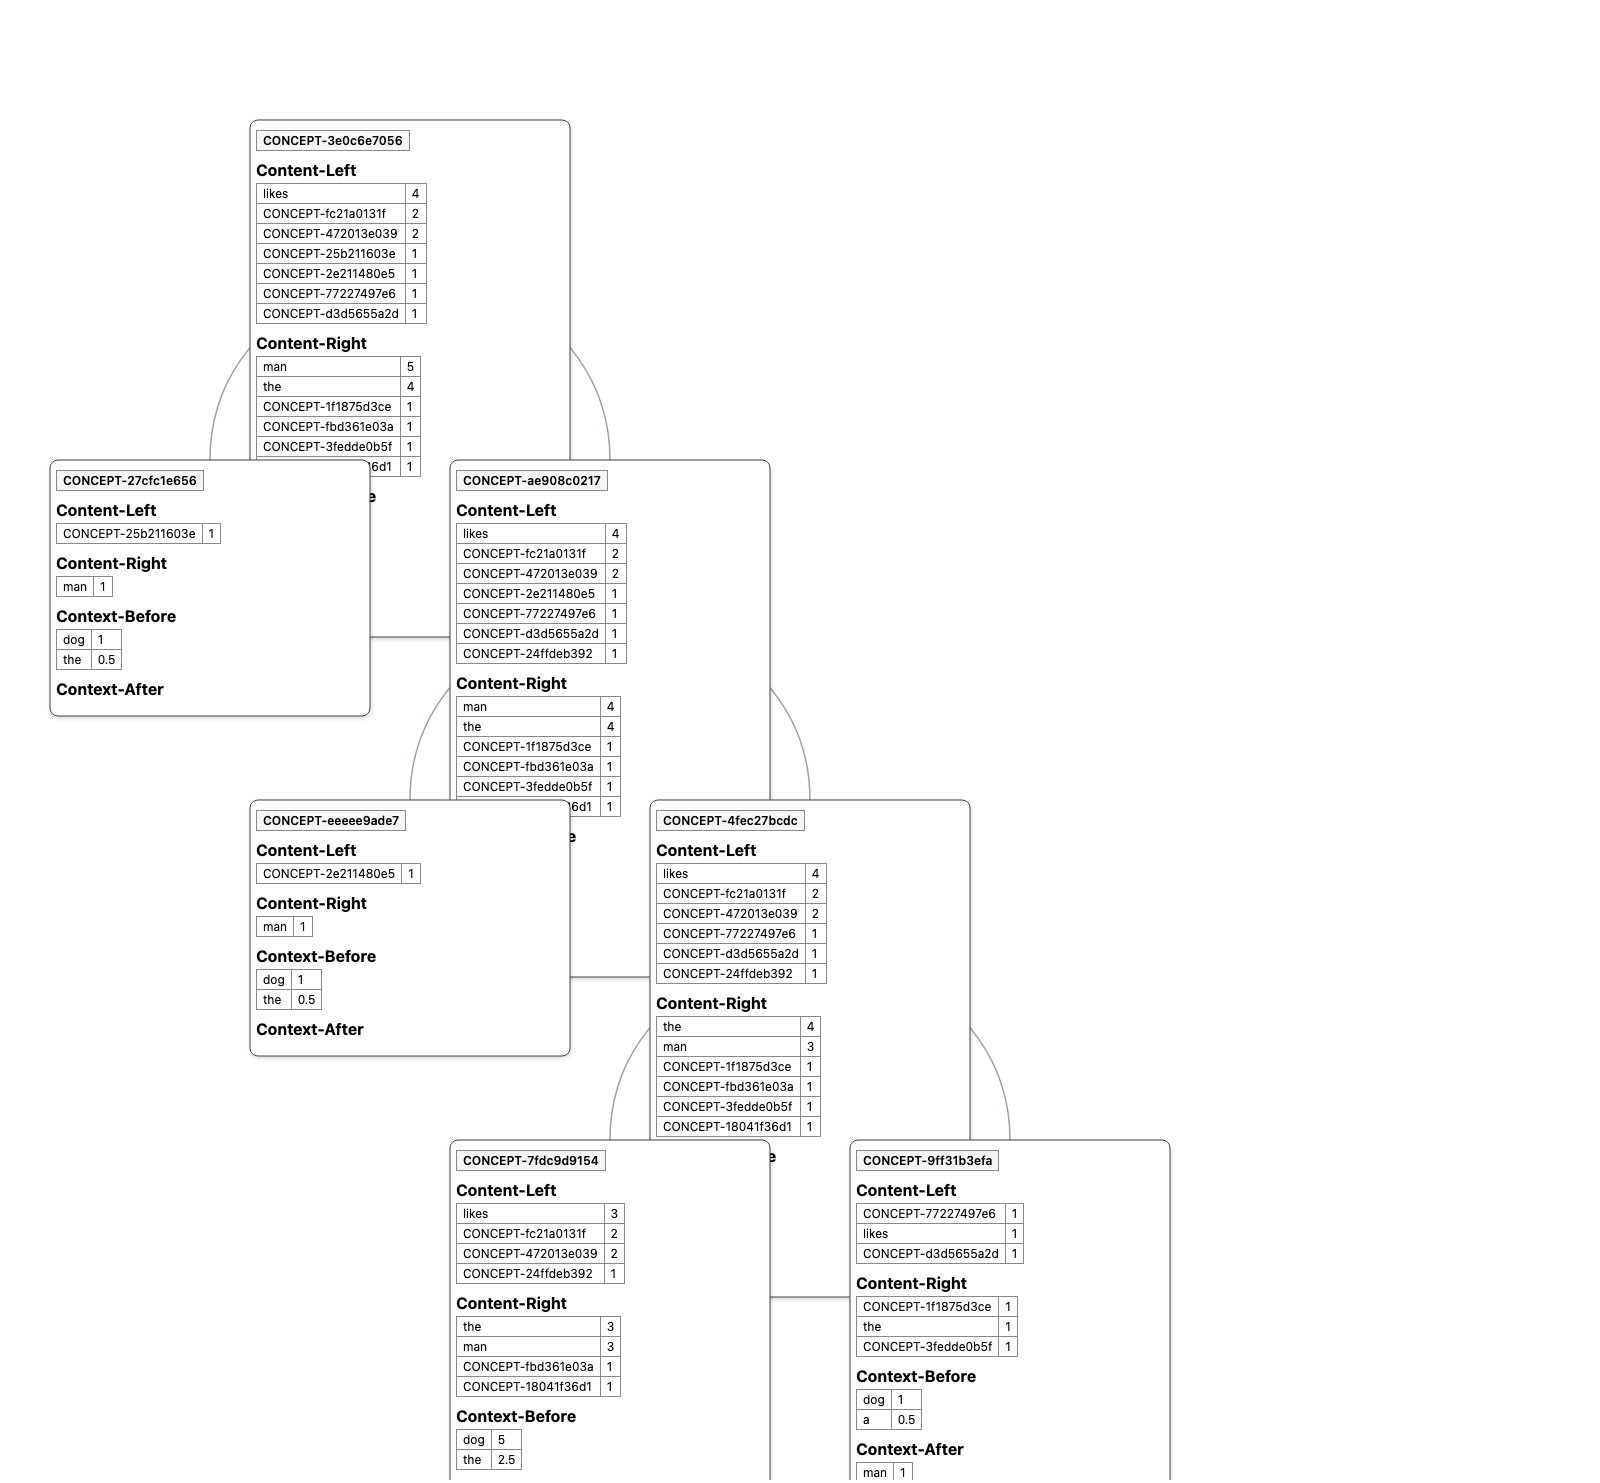 CONCEPT-3e0c6e7056
Content-Left
likes 4
CONCEPT-fc21a0131f 2
CONCEPT-472013e039 2
CONCEPT-25b211603e 1
CONCEPT-2e211480e5 1
CONCEPT-77227497e6 1
CONCEPT-d3d5655a2d 1
Content-Right
man 5
the 4
CONCEPT-1f1875d3ce 1
CONCEPT-fbd361e03a 1
CONCEPT-3fedde0b5f 1
6d1 1
e
CONCEPT-27cfc1e656
Content-Left
CONCEPT-25b211603e 1
Content-Right
man 1
Context-Before
dog 1
the 0.5
Context-After
CONCEPT-ae908c0217
Content-Left
likes 4
CONCEPT-fc21a0131f 2
CONCEPT-472013e039 2
CONCEPT-2e211480e5 1
CONCEPT-77227497e6 1
CONCEPT-d3d5655a2d 1
CONCEPT-24ffdeb392 1
Content-Right
man 4
the 4
CONCEPT-1f1875d3ce 1
CONCEPT-fbd361e03a 1
CONCEPT-3fedde0b5f 1
6d1 1
e
CONCEPT-eeeee9ade7
Content-Left
CONCEPT-2e211480e5 1
Content-Right
man 1
Context-Before
dog 1
the 0.5
Context-After
CONCEPT-4fec27bcdc
Content-Left
likes 4
CONCEPT-fc21a0131f 2
CONCEPT-472013e039 2
CONCEPT-77227497e6 1
CONCEPT-d3d5655a2d 1
CONCEPT-24ffdeb392 1
Content-Right
the 4
man 3
CONCEPT-1f1875d3ce 1
CONCEPT-fbd361e03a 1
CONCEPT-3fedde0b5f 1
CONCEPT-18041f36d1 1
e
CONCEPT-7fdc9d9154
Content-Left
likes 3
CONCEPT-fc21a0131f 2
CONCEPT-472013e039 2
CONCEPT-24ffdeb392 1
Content-Right
the 3
man 3
CONCEPT-fbd361e03a 1
CONCEPT-18041f36d1 1
Context-Before
dog 5
the 2.5
CONCEPT-9ff31b3efa
Content-Left
CONCEPT-77227497e6 1
likes 1
CONCEPT-d3d5655a2d 1
Content-Right
CONCEPT-1f1875d3ce 1
the 1
CONCEPT-3fedde0b5f 1
Context-Before
dog 1
a 0.5
Context-After
man 1